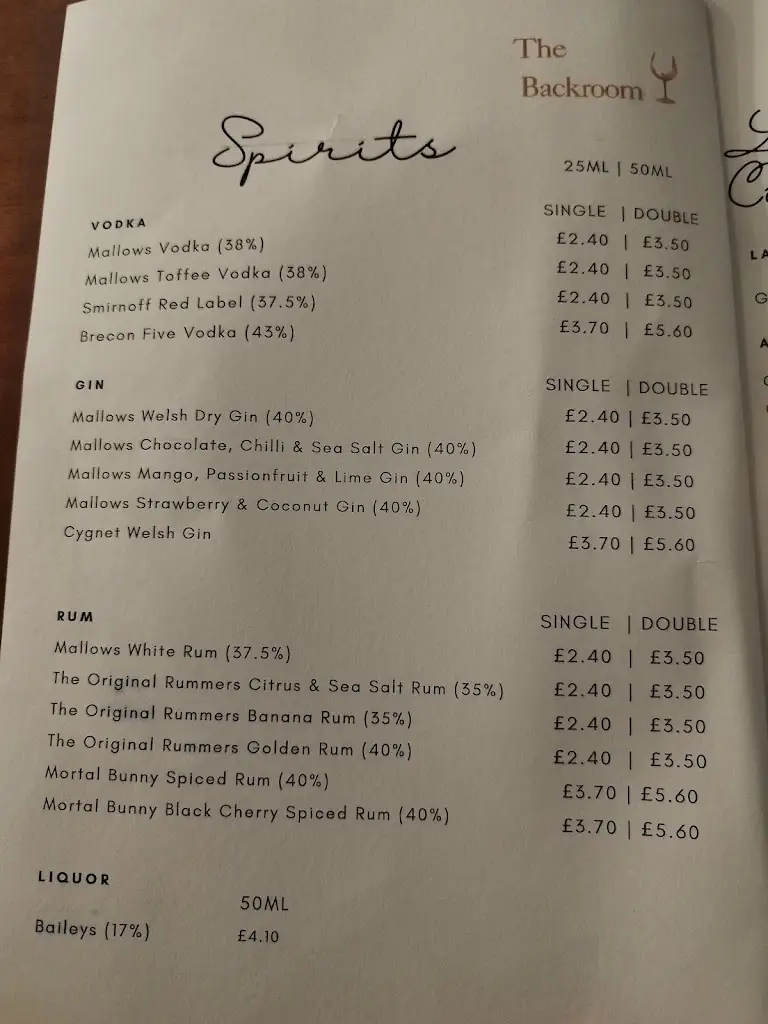 The
Backroom
Spirits
25ML | 50ML
VODKA SINGLE | DOUBLE
Mallows Vodka (38%) £2.40 | £3.50
Mallows Toffee Vodka (38%) £2.40 | £3.50
Smirnoff Red Label (37.5%) £2.40 | £3.50
Brecon Five Vodka (43%) £3.70 | £5.60
GIN SINGLE | DOUBLE
Mallows Welsh Dry Gin (40%) £2.40 | £3.50
Mallows Chocolate, Chilli & Sea Salt Gin (40%) £2.40 | £3.50
Mallows Mango, Passionfruit & Lime Gin (40%) £2.40 | £3.50
Mallows Strawberry & Coconut Gin (40%) £2.40 | £3.50
Cygnet Welsh Gin £3.70 | £5.60
RUM SINGLE | DOUBLE
Mallows White Rum (37.5%) £2.40 | £3.50
The Original Rummers Citrus & Sea Salt Rum (35%) £2.40 | £3.50
The Original Rummers Banana Rum (35%) £2.40 | £3.50
The Original Rummers Golden Rum (40%) £2.40 | £3.50
Mortal Bunny Spiced Rum (40%) £3.70 | £5.60
Mortal Bunny Black Cherry Spiced Rum (40%) £3.70 | £5.60
LIQUOR
50ML
Baileys (17%) £4.10